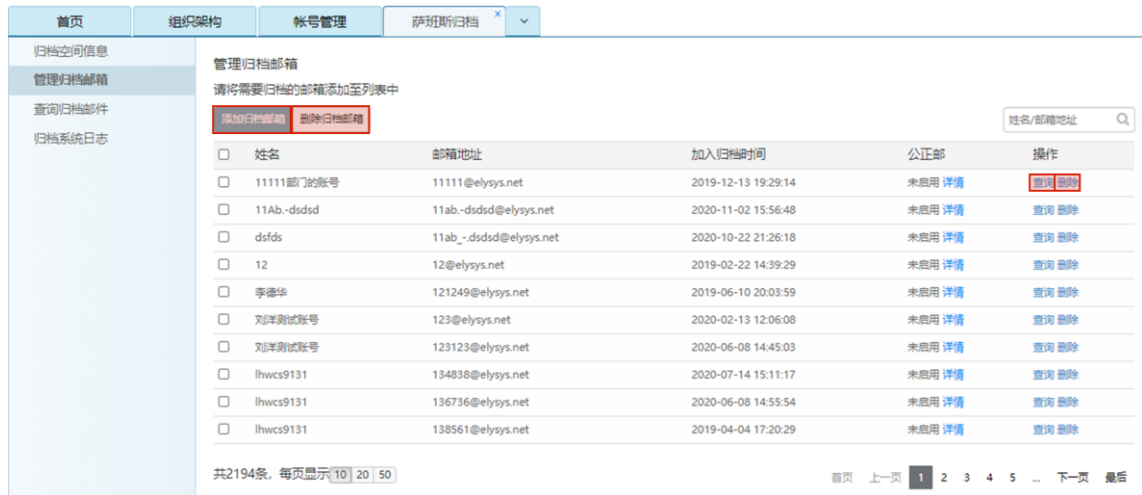 首页 组织架构 帐号管理 萨班斯归档 ×
归档空间信息
管理归档邮箱
查询归档邮件
归档系统日志
管理归档邮箱
请将需要归档的邮箱添加至列表中
添加归档邮箱 删除归档邮箱 姓名/邮箱地址
姓名 邮箱地址 加入归档时间 公正邮 操作
11111部门的账号 11111@elysys.net 2019-12-13 19:29:14 未启用 详情 查询 删除
11Ab.-dsdsd 11ab.-dsdsd@elysys.net 2020-11-02 15:56:48 未启用 详情 查询 删除
dsfds 11ab_-.dsdsd@elysys.net 2020-10-22 21:26:18 未启用 详情 查询 删除
12 12@elysys.net 2019-02-22 14:39:29 未启用 详情 查询 删除
李德华 121249@elysys.net 2019-06-10 20:03:59 未启用 详情 查询 删除
刘洋测试账号 123@elysys.net 2020-02-13 12:06:08 未启用 详情 查询 删除
刘洋测试账号 123123@elysys.net 2020-06-08 14:45:03 未启用 详情 查询 删除
lhwcs9131 134838@elysys.net 2020-07-14 15:11:17 未启用 详情 查询 删除
lhwcs9131 136736@elysys.net 2020-06-08 14:55:54 未启用 详情 查询 删除
lhwcs9131 138561@elysys.net 2019-04-04 17:20:29 未启用 详情 查询 删除
共2194条, 每页显示 10 20 50 首页 上一页 1 2 3 4 5 ... 下一页 最后